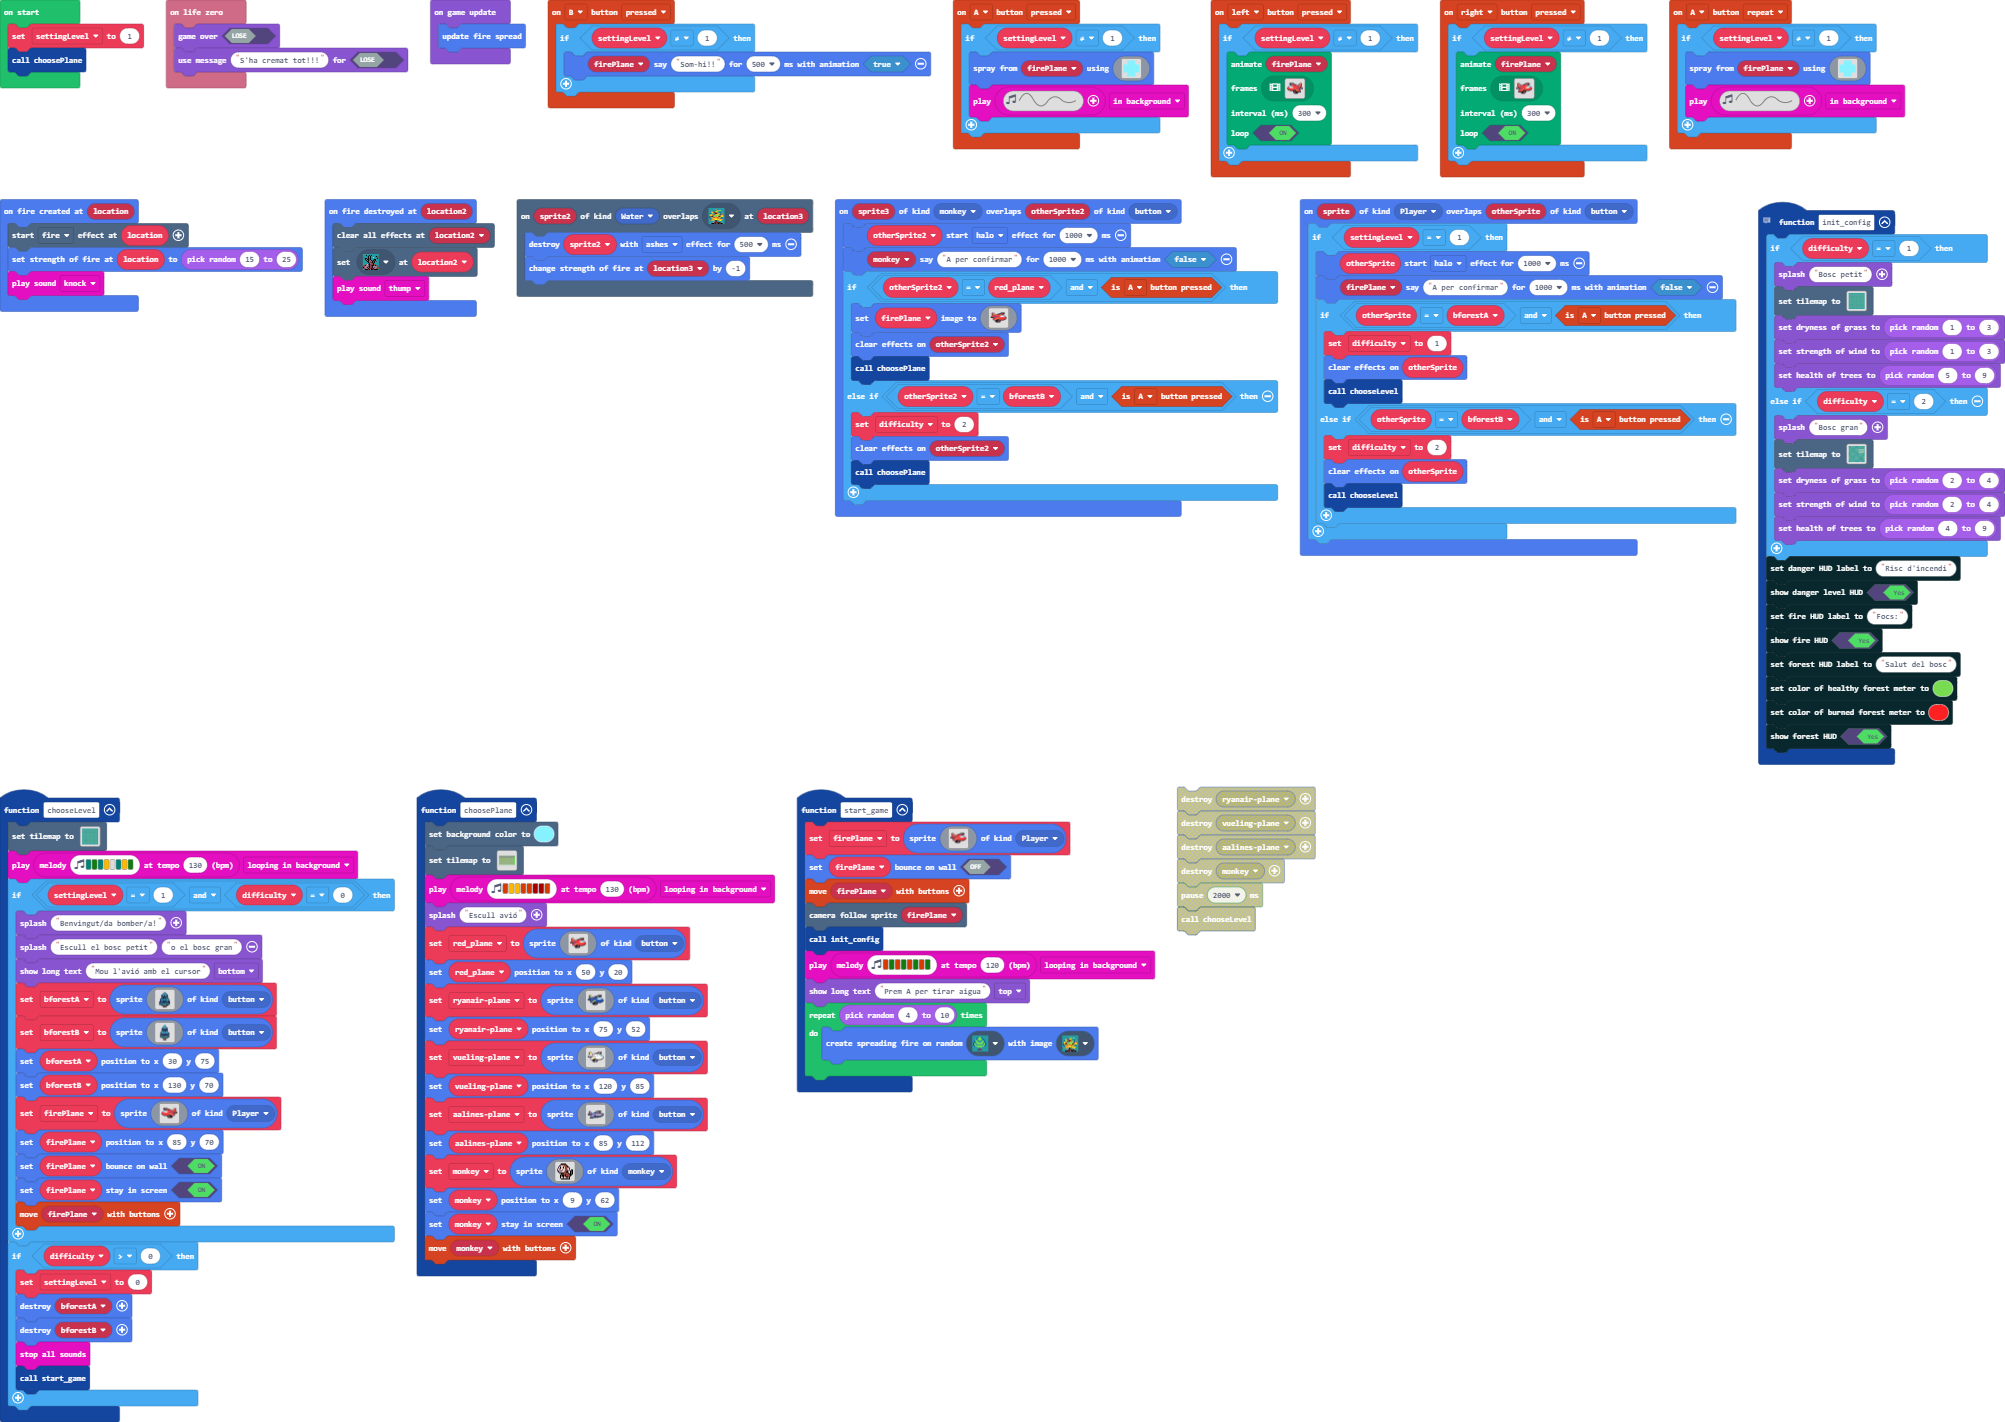 on start
set settingLevel to 1
call choosePlane
on life zero
game over LOSE
use message "S'ha cremat tot!!!" for LOSE
on game update
update fire spread
on B button pressed
if settingLevel ≠ 1 then
firePlane say "Som-hi!!" for 500 ms with animation true
on A button pressed
if settingLevel ≠ 1 then
spray from firePlane using
play in background
on left button pressed
if settingLevel ≠ 1 then
animate firePlane
frames
interval (ms) 300
loop ON
on right button pressed
if settingLevel ≠ 1 then
animate firePlane
frames
interval (ms) 300
loop ON
on A button repeat
if settingLevel ≠ 1 then
spray from firePlane using
play in background
on fire created at location
start fire effect at location
set strength of fire at location to pick random 15 to 25
play sound knock
on fire destroyed at location2
clear all effects at location2
set at location2
play sound thump
on sprite2 of kind Water overlaps at location3
destroy sprite2 with ashes effect for 500 ms
change strength of fire at location3 by -1
on sprite3 of kind monkey overlaps otherSprite2 of kind button
otherSprite2 start halo effect for 1000 ms
monkey say "A per confirmar" for 1000 ms with animation false
if otherSprite2 = red_plane and is A button pressed then
set firePlane image to
clear effects on otherSprite2
call choosePlane
else if otherSprite2 = bforestB and is A button pressed then
set difficulty to 2
clear effects on otherSprite2
call choosePlane
on sprite of kind Player overlaps otherSprite of kind button
if settingLevel = 1 then
otherSprite start halo effect for 1000 ms
firePlane say "A per confirmar" for 1000 ms with animation false
if otherSprite = bforestA and is A button pressed then
set difficulty to 1
clear effects on otherSprite
call chooseLevel
else if otherSprite = bforestB and is A button pressed then
set difficulty to 2
clear effects on otherSprite
call chooseLevel
function init_config
if difficulty = 1 then
splash "Bosc petit"
set tilemap to
set dryness of grass to pick random 1 to 3
set strength of wind to pick random 1 to 3
set health of trees to pick random 5 to 9
else if difficulty = 2 then
splash "Bosc gran"
set tilemap to
set dryness of grass to pick random 2 to 4
set strength of wind to pick random 2 to 4
set health of trees to pick random 4 to 9
set danger HUD label to "Risc d'incendi"
show danger level HUD Yes
set fire HUD label to "Focs:"
show fire HUD Yes
set forest HUD label to "Salut del bosc"
set color of healthy forest meter to
set color of burned forest meter to
show forest HUD Yes
function chooseLevel
set tilemap to
play melody at tempo 130 (bpm) looping in background
if settingLevel = 1 and difficulty = 0 then
splash "Benvingut/da bomber/a!"
splash "Escull el bosc petit" "o el bosc gran"
show long text "Mou l'avió amb el cursor" bottom
set bforestA to sprite of kind button
set bforestB to sprite of kind button
set bforestA position to x 30 y 75
set bforestB position to x 130 y 70
set firePlane to sprite of kind Player
set firePlane position to x 85 y 70
set firePlane bounce on wall ON
set firePlane stay in screen ON
move firePlane with buttons
if difficulty > 0 then
set settingLevel to 0
destroy bforestA
destroy bforestB
stop all sounds
call start_game
function choosePlane
set background color to
set tilemap to
play melody at tempo 130 (bpm) looping in background
splash "Escull avió"
set red_plane to sprite of kind button
set red_plane position to x 50 y 20
set ryanair-plane to sprite of kind button
set ryanair-plane position to x 75 y 52
set vueling-plane to sprite of kind button
set vueling-plane position to x 120 y 85
set aalines-plane to sprite of kind button
set aalines-plane position to x 85 y 112
set monkey to sprite of kind monkey
set monkey position to x 9 y 62
set monkey stay in screen ON
move monkey with buttons
function start_game
set firePlane to sprite of kind Player
set firePlane bounce on wall OFF
move firePlane with buttons
camera follow sprite firePlane
call init_config
play melody at tempo 120 (bpm) looping in background
show long text "Prem A per tirar aigua" top
repeat pick random 4 to 10 times
do
create spreading fire on random with image
destroy ryanair-plane
destroy vueling-plane
destroy aalines-plane
destroy monkey
pause 2000 ms
call chooseLevel